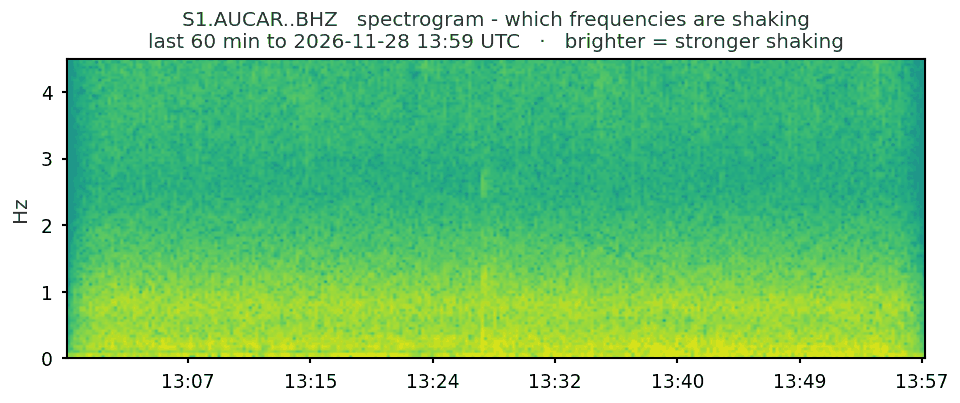 S1.AUCAR..BHZ   spectrogram - which frequencies are shaking
last 60 min to 2026-11-28 13:59 UTC   ·   brighter = stronger shaking
4
3
Hz
2
1
0
13:07 13:15 13:24 13:32 13:40 13:49 13:57